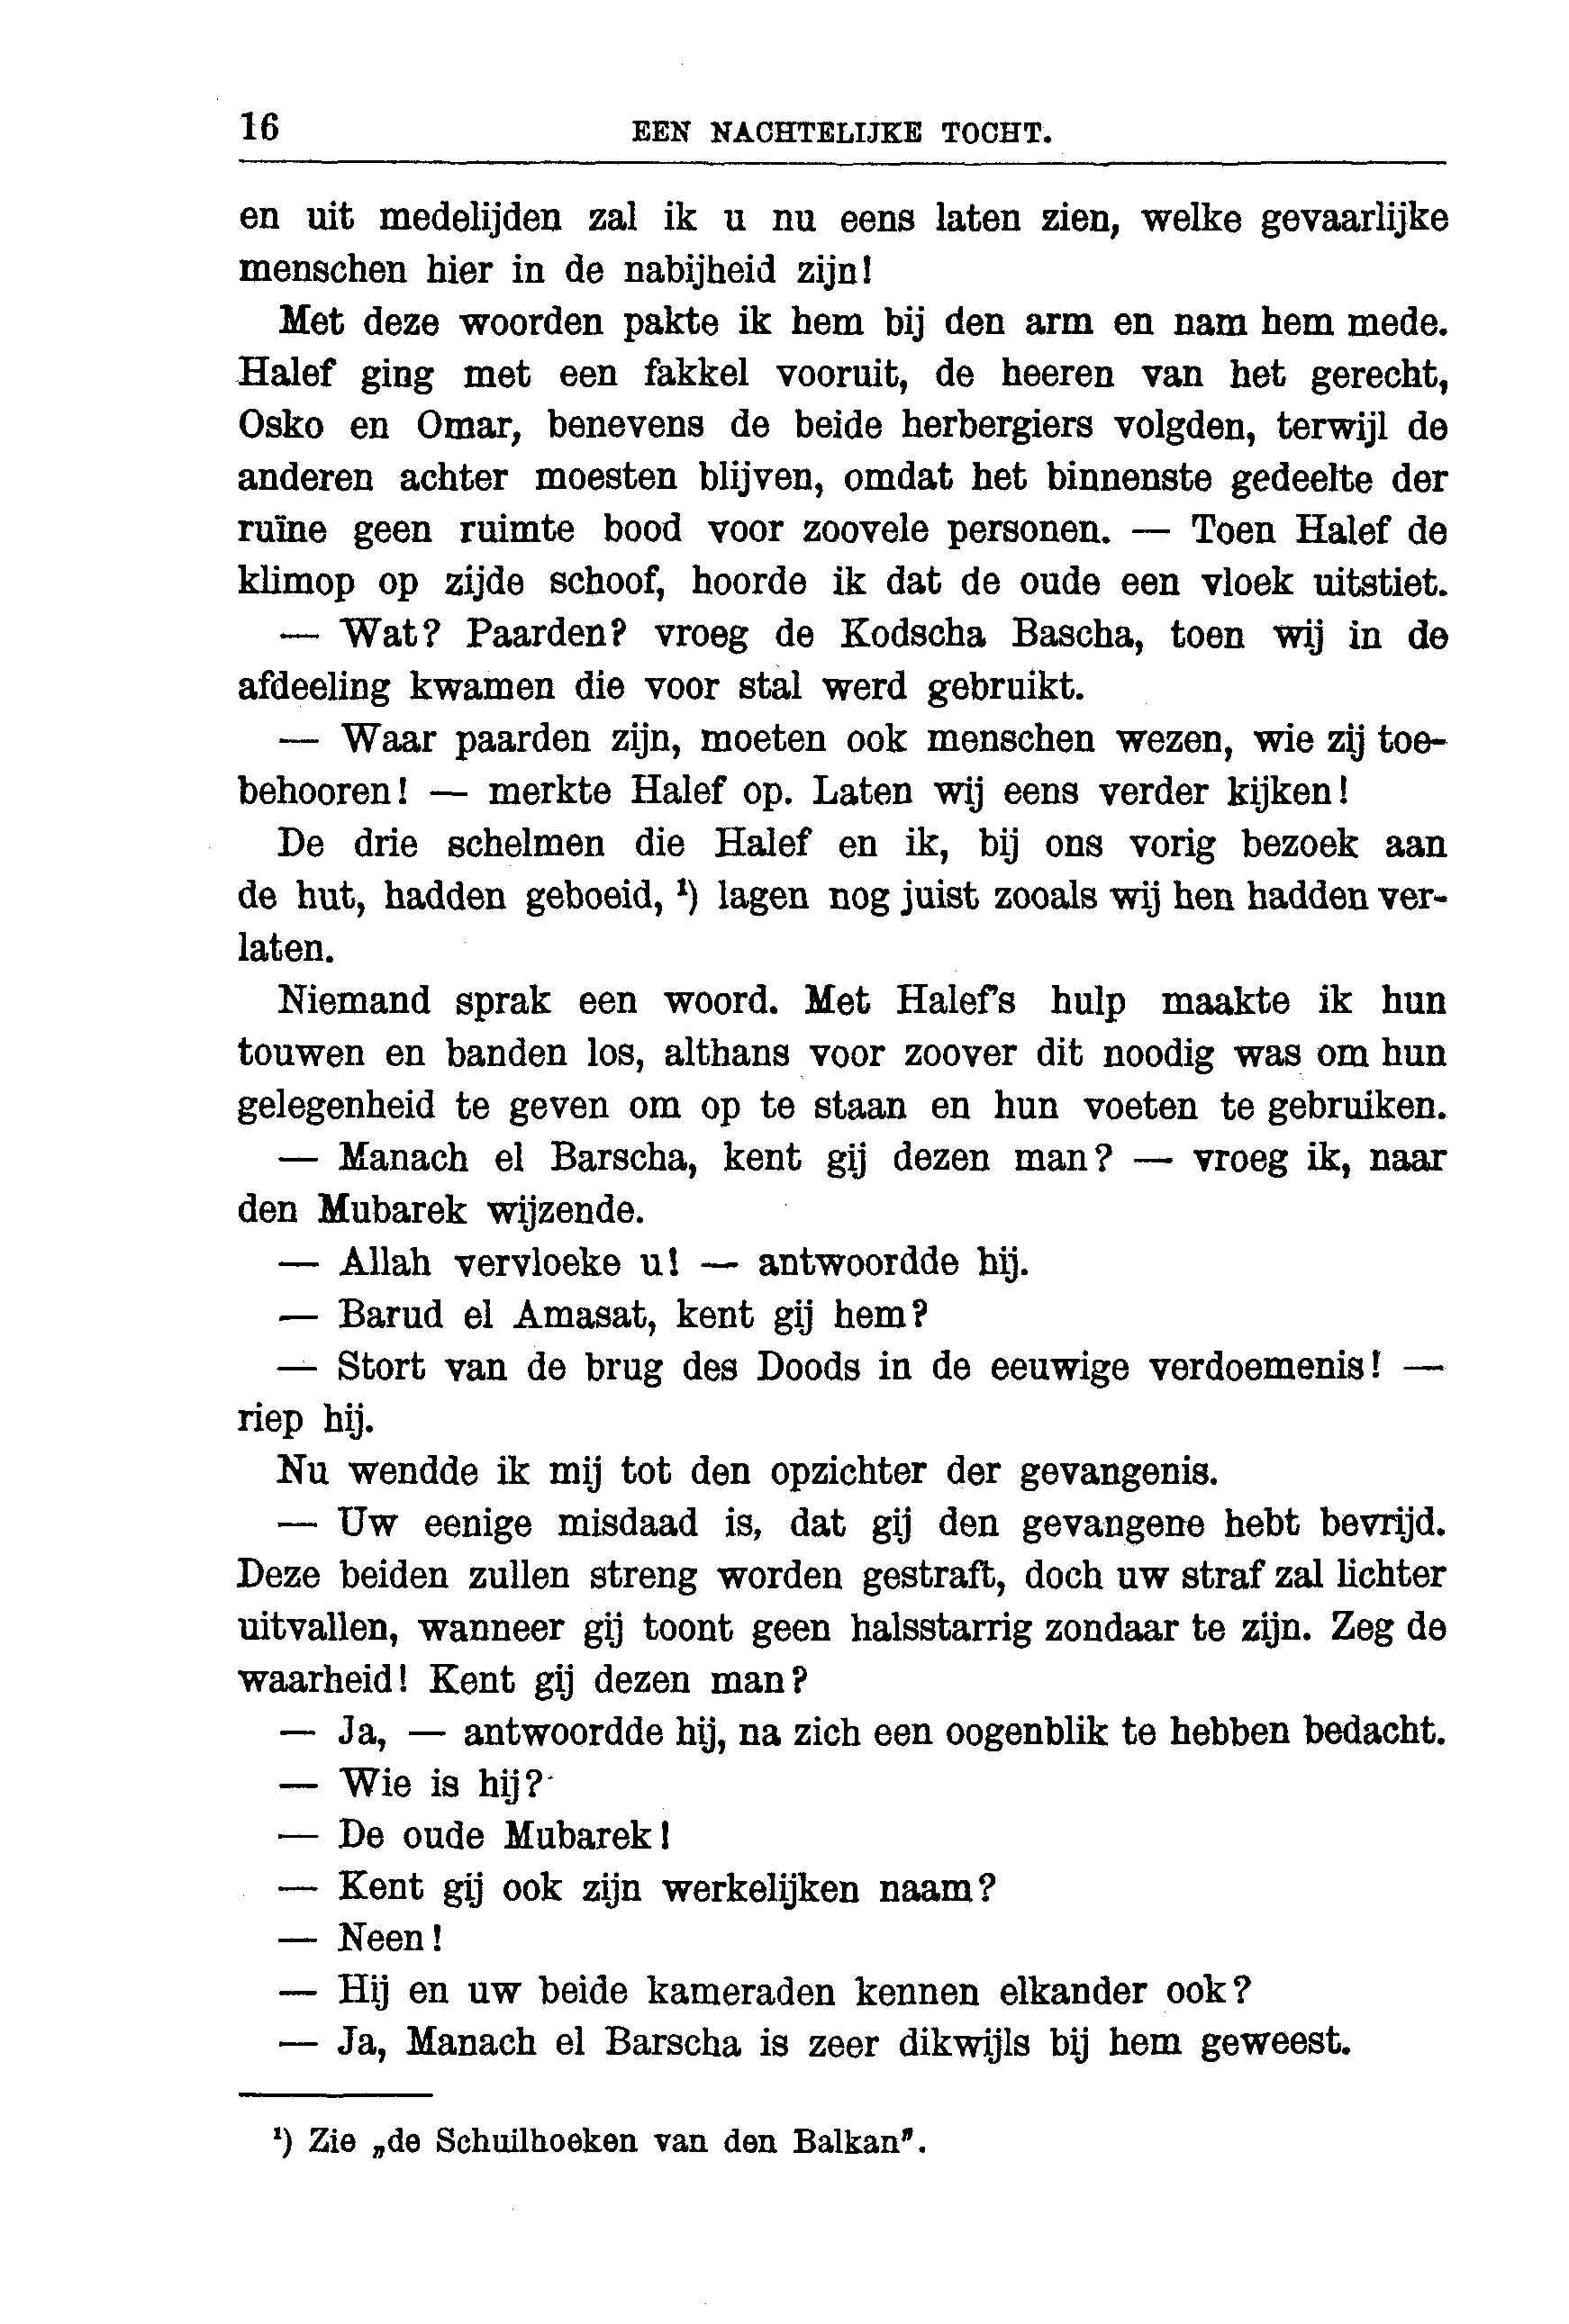 16 EEN NACHTELIJKE TOCHT.
en uit medelijden zal ik u nu eens laten zien, welke gevaarlijke
menschen hier in de nabijheid zijn!
Met deze woorden pakte ik hem bij den arm en nam hem mede.
Halef ging met een fakkel vooruit, de heeren van het gerecht,
Osko en Omar, benevens de beide herbergiers volgden, terwijl de
anderen achter moesten blijven, omdat het binnenste gedeelte der
ruïne geen ruimte bood voor zoovele personen. — Toen Halef de
klimop op zijde schoof, hoorde ik dat de oude een vloek uitstiet.
— Wat? Paarden? vroeg de Kodscha Bascha, toen wij in de
afdeeling kwamen die voor stal werd gebruikt.
— Waar paarden zijn, moeten ook menschen wezen, wie zij toe-
behooren! — merkte Halef op. Laten wij eens verder kijken!
De drie schelmen die Halef en ik, bij ons vorig bezoek aan
de hut, hadden geboeid, ¹) lagen nog juist zooals wij hen hadden ver-
laten.
Niemand sprak een woord. Met Halef's hulp maakte ik hun
touwen en banden los, althans voor zoover dit noodig was om hun
gelegenheid te geven om op te staan en hun voeten te gebruiken.
— Manach el Barscha, kent gij dezen man? — vroeg ik, naar
den Mubarek wijzende.
— Allah vervloeke u! — antwoordde hij.
— Barud el Amasat, kent gij hem?
— Stort van de brug des Doods in de eeuwige verdoemenis! —
riep hij.
Nu wendde ik mij tot den opzichter der gevangenis.
— Uw eenige misdaad is, dat gij den gevangene hebt bevrijd.
Deze beiden zullen streng worden gestraft, doch uw straf zal lichter
uitvallen, wanneer gij toont geen halsstarrig zondaar te zijn. Zeg de
waarheid! Kent gij dezen man?
— Ja, — antwoordde hij, na zich een oogenblik te hebben bedacht.
— Wie is hij?
— De oude Mubarek!
— Kent gij ook zijn werkelijken naam?
— Neen!
— Hij en uw beide kameraden kennen elkander ook?
— Ja, Manach el Barscha is zeer dikwijls bij hem geweest.
¹) Zie „de Schuilhoeken van den Balkan".